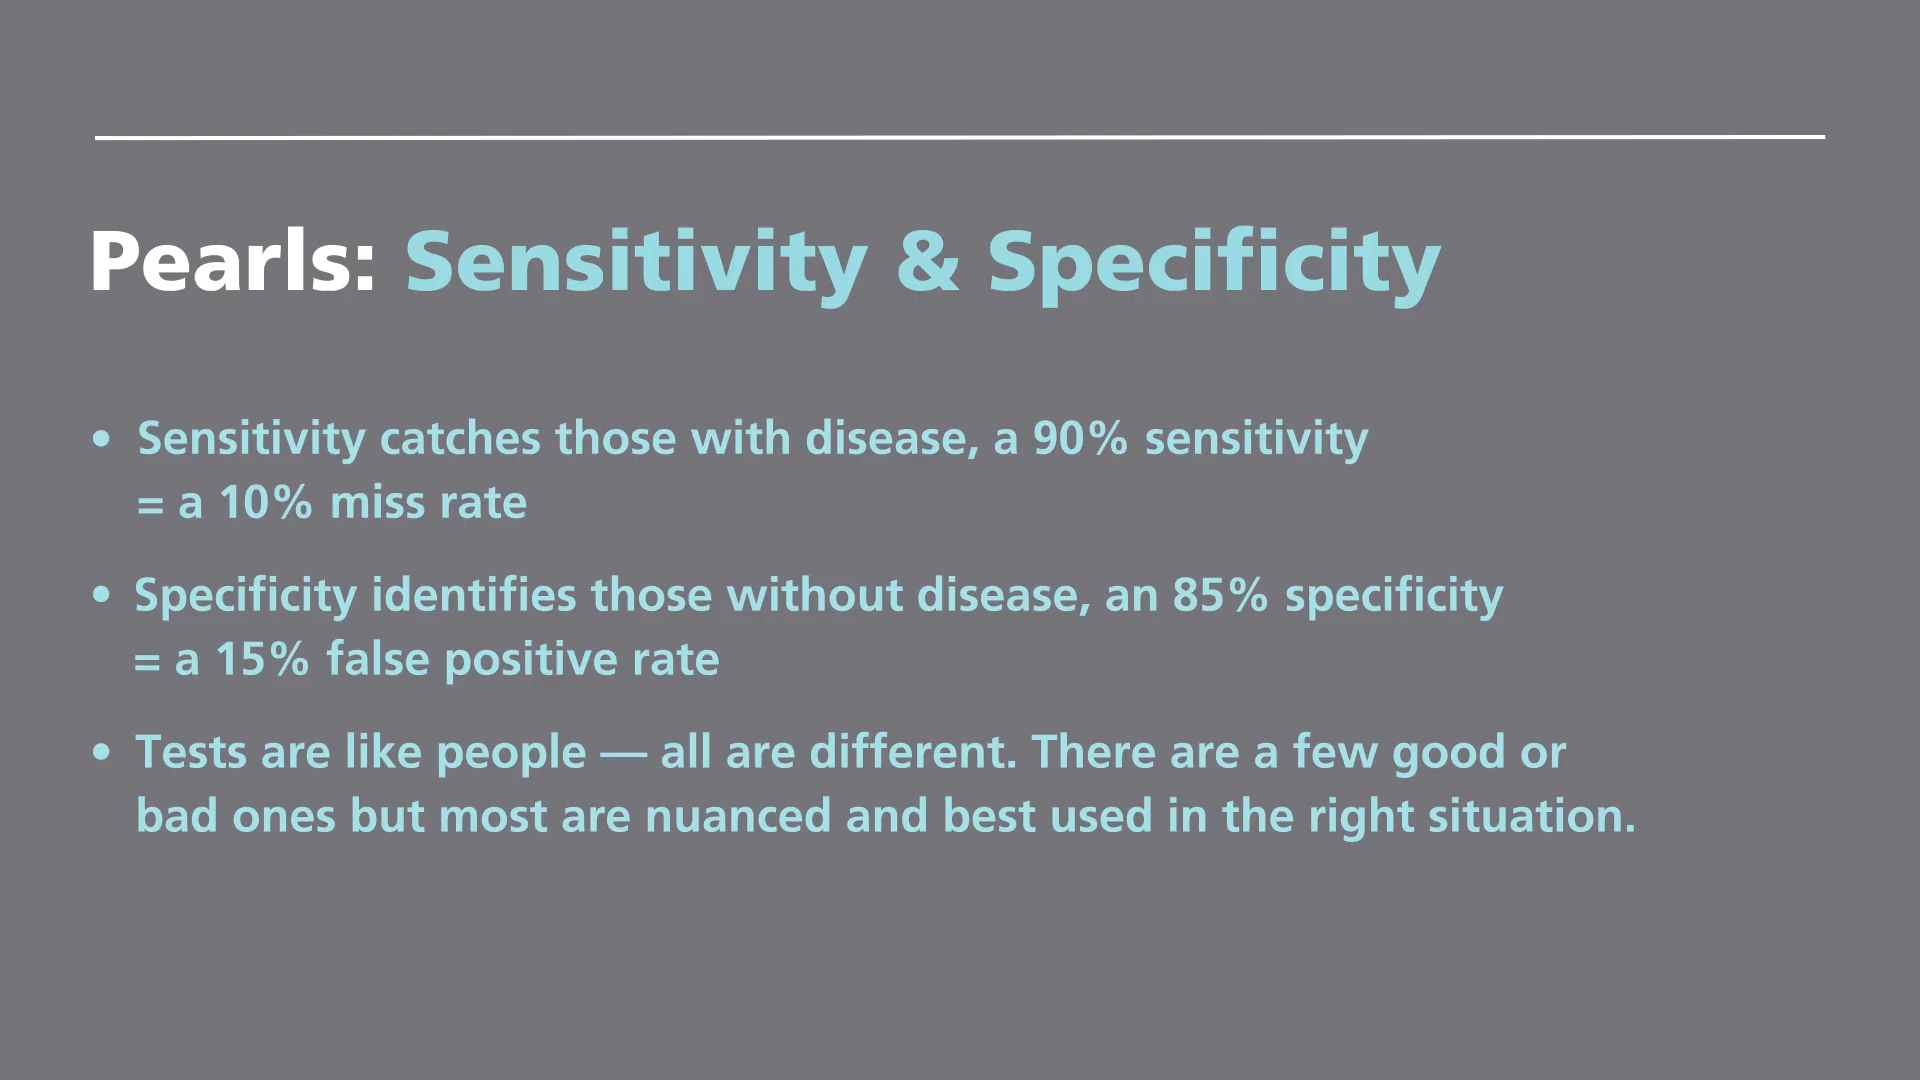 Pearls: Sensitivity & Specificity
• Sensitivity catches those with disease, a 90% sensitivity
= a 10% miss rate
• Specificity identifies those without disease, an 85% specificity
= a 15% false positive rate
• Tests are like people — all are different. There are a few good or
bad ones but most are nuanced and best used in the right situation.